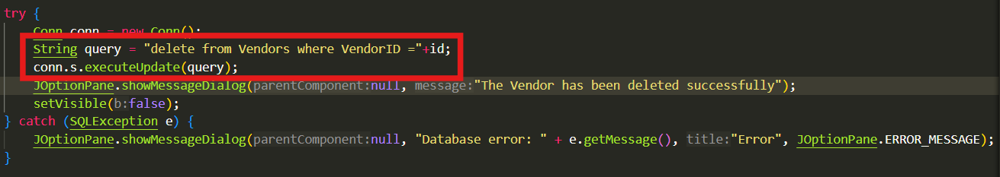 try {
Conn conn = new Conn();
String query = "delete from Vendors where VendorID ="+id;
conn.s.executeUpdate(query);
JOptionPane.showMessageDialog(parentComponent:null, message:"The Vendor has been deleted successfully");
setVisible(b:false);
} catch (SQLException e) {
JOptionPane.showMessageDialog(parentComponent:null, "Database error: " + e.getMessage(), title:"Error", JOptionPane.ERROR_MESSAGE);
}